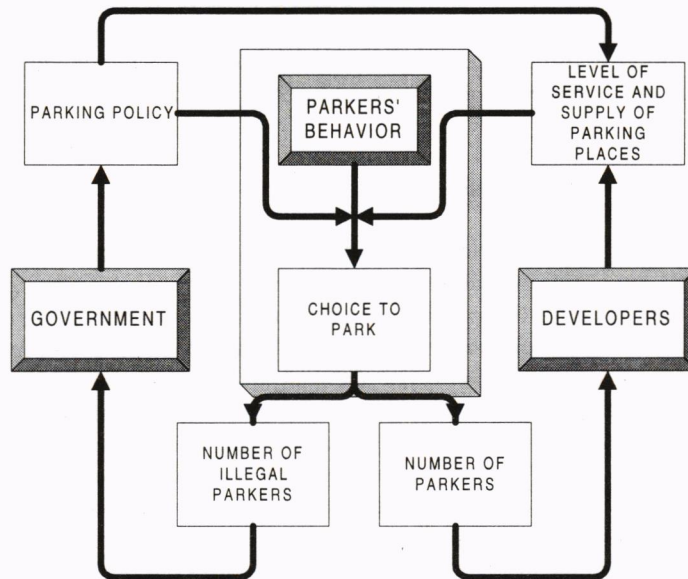 PARKING POLICY
PARKERS'
BEHAVIOR
LEVEL OF
SERVICE AND
SUPPLY OF
PARKING
PLACES
GOVERNMENT
CHOICE TO
PARK
DEVELOPERS
NUMBER OF
ILLEGAL
PARKERS
NUMBER OF
PARKERS